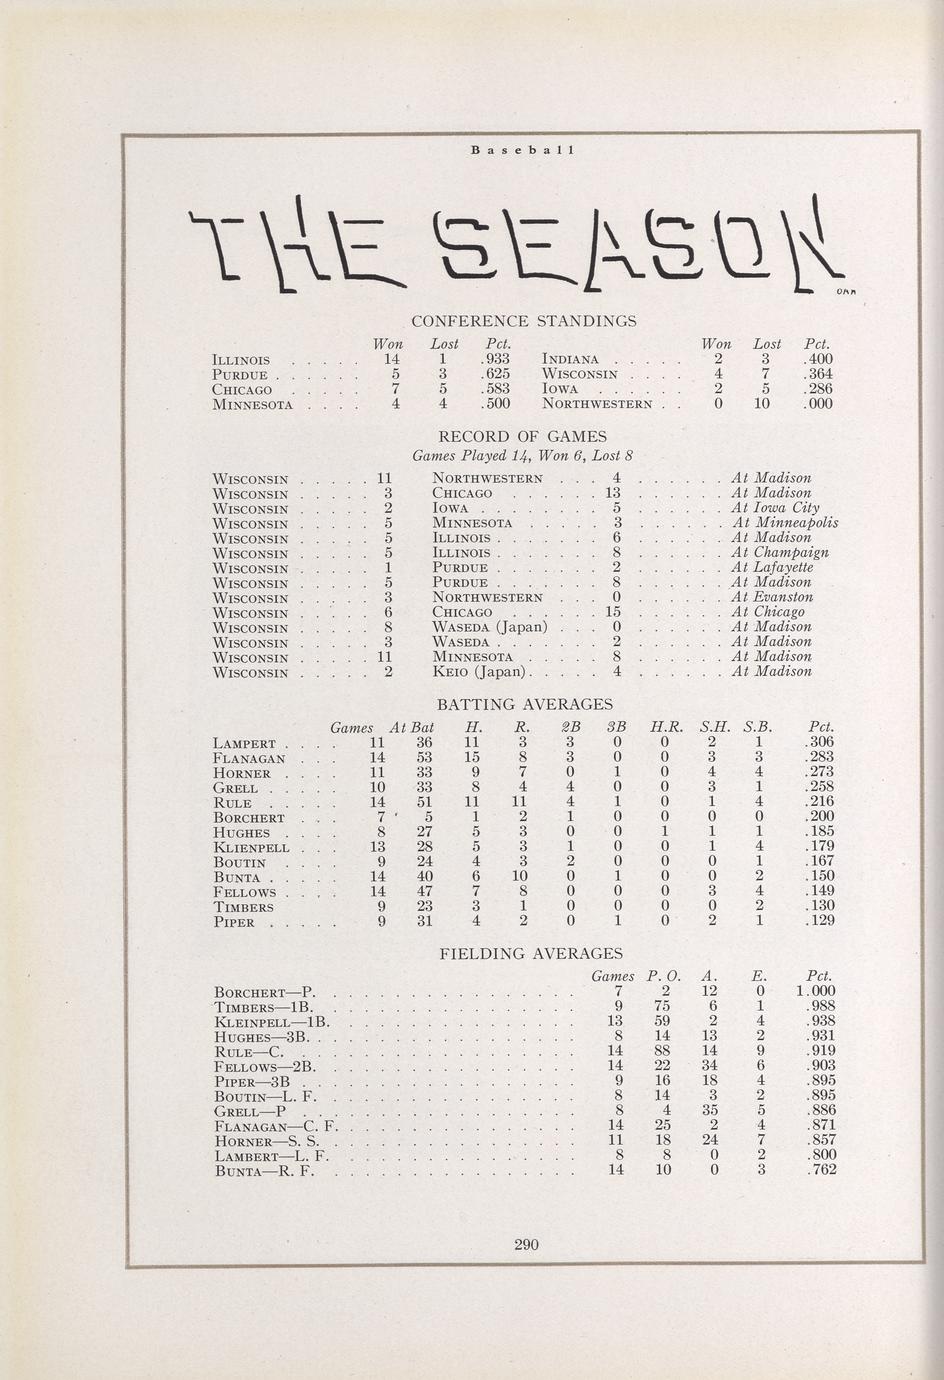 Baseball
THE SEASON
CONFERENCE STANDINGS
Won Lost Pct. Won Lost Pct.
ILLINOIS . . . . . 14 1 .933 INDIANA . . . . . 2 3 .400
PURDUE . . . . . . 5 3 .625 WISCONSIN . . . . 4 7 .364
CHICAGO . . . . . 7 5 .583 IOWA . . . . . 2 5 .286
MINNESOTA . . . . 4 4 .500 NORTHWESTERN . . 0 10 .000
RECORD OF GAMES
Games Played 14, Won 6, Lost 8
WISCONSIN . . . . . 11 NORTHWESTERN . . . 4 . . . . . . At Madison
WISCONSIN . . . . . 3 CHICAGO . . . . . . 13 . . . . . . At Madison
WISCONSIN . . . . . 2 IOWA . . . . . . . 5 . . . . . . At Iowa City
WISCONSIN . . . . . 5 MINNESOTA . . . . . 3 . . . . . . At Minneapolis
WISCONSIN . . . . . 5 ILLINOIS . . . . . . 6 . . . . . . At Madison
WISCONSIN . . . . . 5 ILLINOIS . . . . . . 8 . . . . . . At Champaign
WISCONSIN . . . . . 1 PURDUE . . . . . . 2 . . . . . . At Lafayette
WISCONSIN . . . . . 5 PURDUE . . . . . . 8 . . . . . . At Madison
WISCONSIN . . . . . 3 NORTHWESTERN . . . 0 . . . . . . At Evanston
WISCONSIN . . . . . 6 CHICAGO . . . . . . 15 . . . . . . At Chicago
WISCONSIN . . . . . 8 WASEDA (Japan) . . . 0 . . . . . . At Madison
WISCONSIN . . . . . 3 WASEDA . . . . . . 2 . . . . . . At Madison
WISCONSIN . . . . . 11 MINNESOTA . . . . . 8 . . . . . . At Madison
WISCONSIN . . . . . 2 KEIO (Japan) . . . . . 4 . . . . . . At Madison
BATTING AVERAGES
Games At Bat H. R. 2B 3B H.R. S.H. S.B. Pct.
LAMPERT . . . . 11 36 11 3 3 0 0 2 1 .306
FLANAGAN . . . 14 53 15 8 3 0 0 3 3 .283
HORNER . . . . 11 33 9 7 0 1 0 4 4 .273
GRELL . . . . . 10 33 8 4 4 0 0 3 1 .258
RULE . . . . . 14 51 11 11 4 1 0 1 4 .216
BORCHERT . . . 7 5 1 2 1 0 0 0 0 .200
HUGHES . . . . 8 27 5 3 0 0 1 1 1 .185
KLIENPELL . . . 13 28 5 3 1 0 0 1 4 .179
BOUTIN . . . . 9 24 4 3 2 0 0 0 1 .167
BUNTA . . . . . 14 40 6 10 0 1 0 0 2 .150
FELLOWS . . . . 14 47 7 8 0 0 0 3 4 .149
TIMBERS 9 23 3 1 0 0 0 0 2 .130
PIPER . . . . . 9 31 4 2 0 1 0 2 1 .129
FIELDING AVERAGES
Games P. O. A. E. Pct.
BORCHERT—P. . . . . . . . . . . . . . . . . 7 2 12 0 1.000
TIMBERS—1B. . . . . . . . . . . . . . . . . 9 75 6 1 .988
KLEINPELL—1B. . . . . . . . . . . . . . . . 13 59 2 4 .938
HUGHES—3B. . . . . . . . . . . . . . . . . 8 14 13 2 .931
RULE—C. . . . . . . . . . . . . . . . . . 14 88 14 9 .919
FELLOWS—2B. . . . . . . . . . . . . . . . . 14 22 34 6 .903
PIPER—3B . . . . . . . . . . . . . . . . . 9 16 18 4 .895
BOUTIN—L. F. . . . . . . . . . . . . . . . . 8 14 3 2 .895
GRELL—P . . . . . . . . . . . . . . . . . 8 4 35 5 .886
FLANAGAN—C. F. . . . . . . . . . . . . . . . 14 25 2 4 .871
HORNER—S. S. . . . . . . . . . . . . . . . . 11 18 24 7 .857
LAMBERT—L. F. . . . . . . . . . . . . . . . 8 8 0 2 .800
BUNTA—R. F. . . . . . . . . . . . . . . . . 14 10 0 3 .762
290